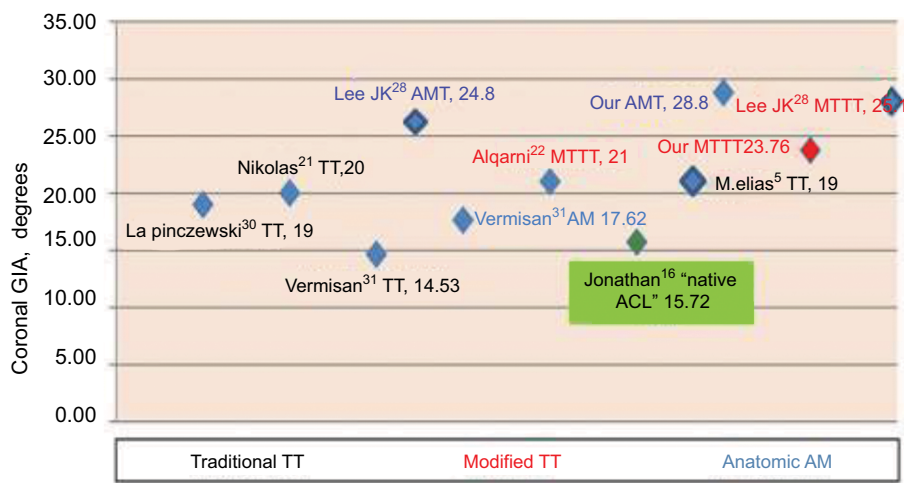 35.00
30.00
25.00
20.00
15.00
10.00
5.00
0.00
Coronal GIA, degrees
Lee JK28 AMT, 24.8
Our AMT, 28.8
Lee JK28 MTTT, 25.1
Nikolas21 TT,20
Alqarni22 MTTT, 21
Our MTTT23.76
M.elias5 TT, 19
La pinczewski30 TT, 19
Vermisan31AM 17.62
Vermisan31 TT, 14.53
Jonathan16 “native
ACL” 15.72
Traditional TT
Modified TT
Anatomic AM